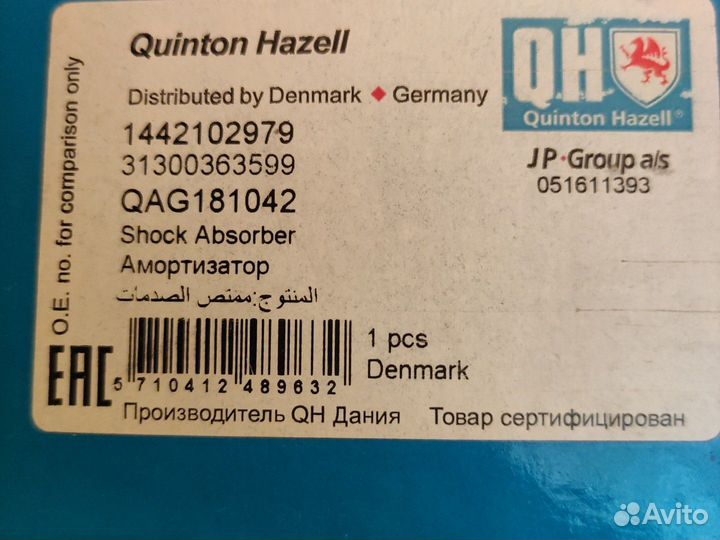 Quinton Hazell
QH
Quinton Hazell®
Distributed by Denmark ♦ Germany
JP·Group a/s
051611393
1442102979
31300363599
QAG181042
Shock Absorber
Амортизатор
المنتوج:ممتص الصدمات
O.E. no. for comparison only
EAC
5 710412 489632
1 pcs
Denmark
Производитель QH Дания Товар сертифицирован
Avito